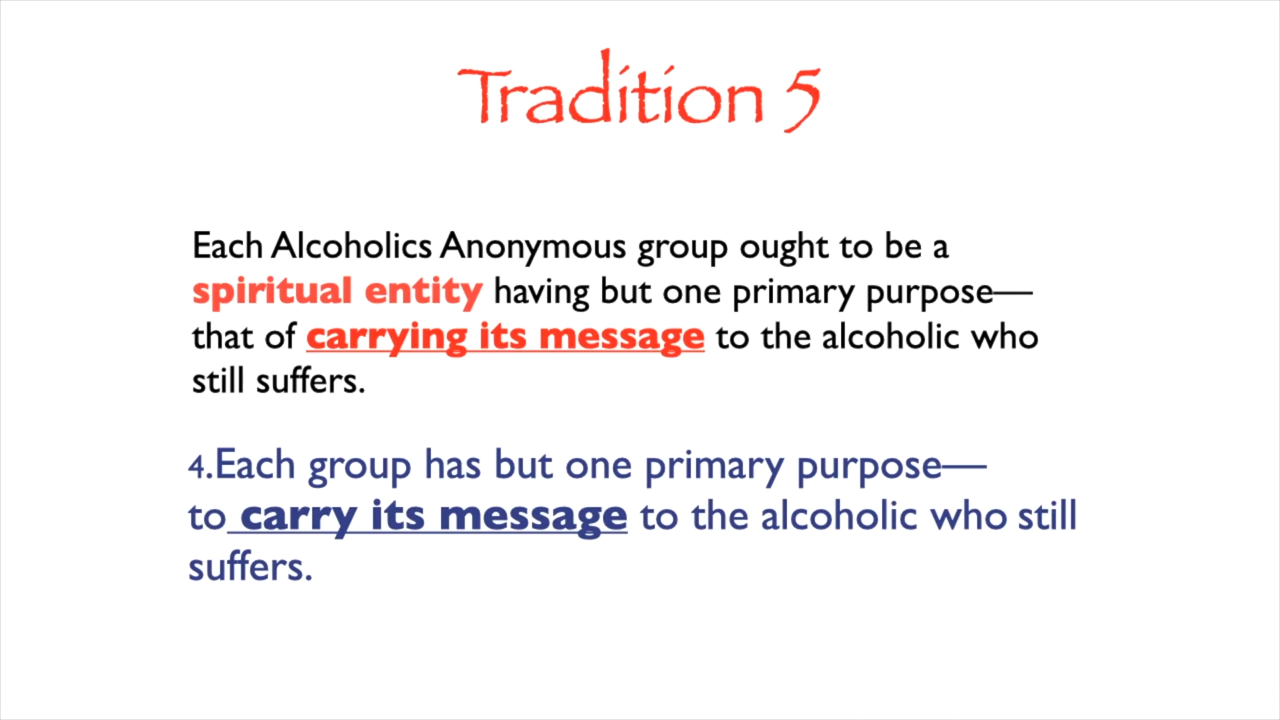 Tradition 5
Each Alcoholics Anonymous group ought to be a
spiritual entity having but one primary purpose—
that of carrying its message to the alcoholic who
still suffers.
4.Each group has but one primary purpose—
to carry its message to the alcoholic who still
suffers.